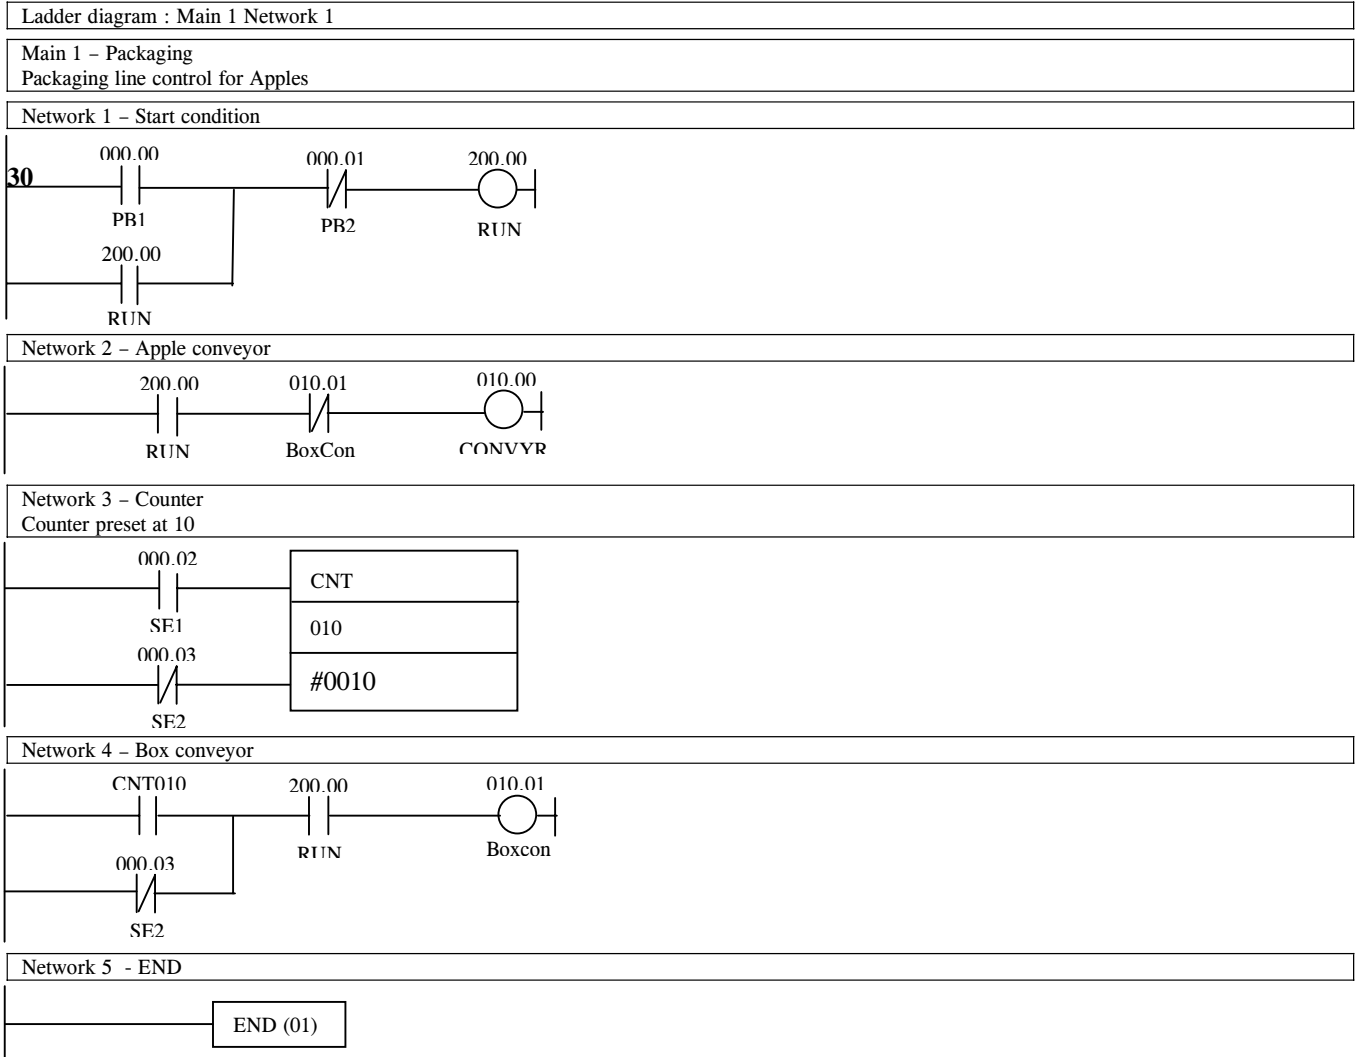 Ladder diagram : Main 1 Network 1
Main 1 – Packaging
Packaging line control for Apples
Network 1 – Start condition
000.00 000.01 200.00
30
PB1 PB2 RUN
200.00
RUN
Network 2 – Apple conveyor
200.00 010.01 010.00
RUN BoxCon CONVYR
Network 3 – Counter
Counter preset at 10
000.02
CNT
SE1
010
000.03
#0010
SE2
Network 4 – Box conveyor
CNT010 200.00 010.01
RUN Boxcon
000.03
SE2
Network 5 - END
END (01)